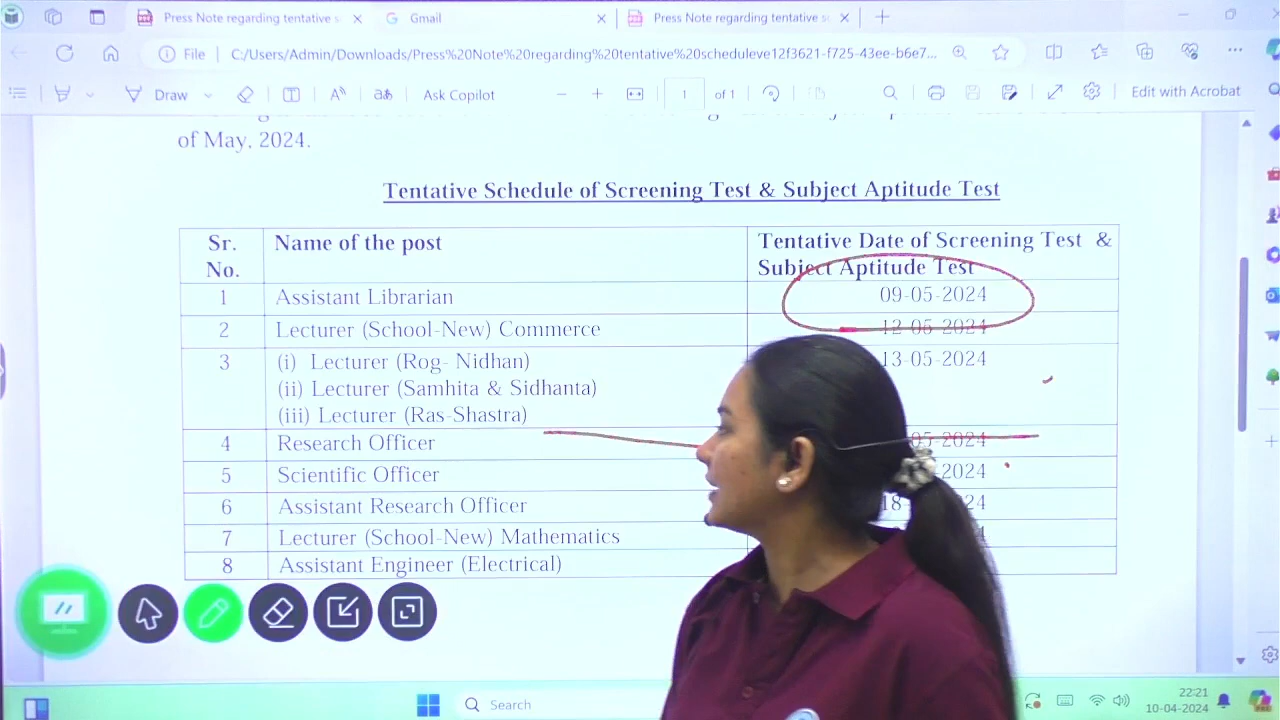 Press Note regarding tentative s
Gmail
Press Note regarding tentative s
File
C:/Users/Admin/Downloads/Press%20Note%20regarding%20tentative%20scheduleve12f3621-f725-43ee-b6e7...
Draw
Ask Copilot
1 of 1
Edit with Acrobat
of May, 2024.
Tentative Schedule of Screening Test & Subject Aptitude Test
Sr. No. Name of the post Tentative Date of Screening Test & Subject Aptitude Test
1 Assistant Librarian 09-05-2024
2 Lecturer (School-New) Commerce 12-05-2024
3 (i) Lecturer (Rog- Nidhan) 13-05-2024
(ii) Lecturer (Samhita & Sidhanta)
(iii) Lecturer (Ras-Shastra)
4 Research Officer 05-2024
5 Scientific Officer 2024
6 Assistant Research Officer 18 24
7 Lecturer (School-New) Mathematics
8 Assistant Engineer (Electrical)
Search
22:21
10-04-2024